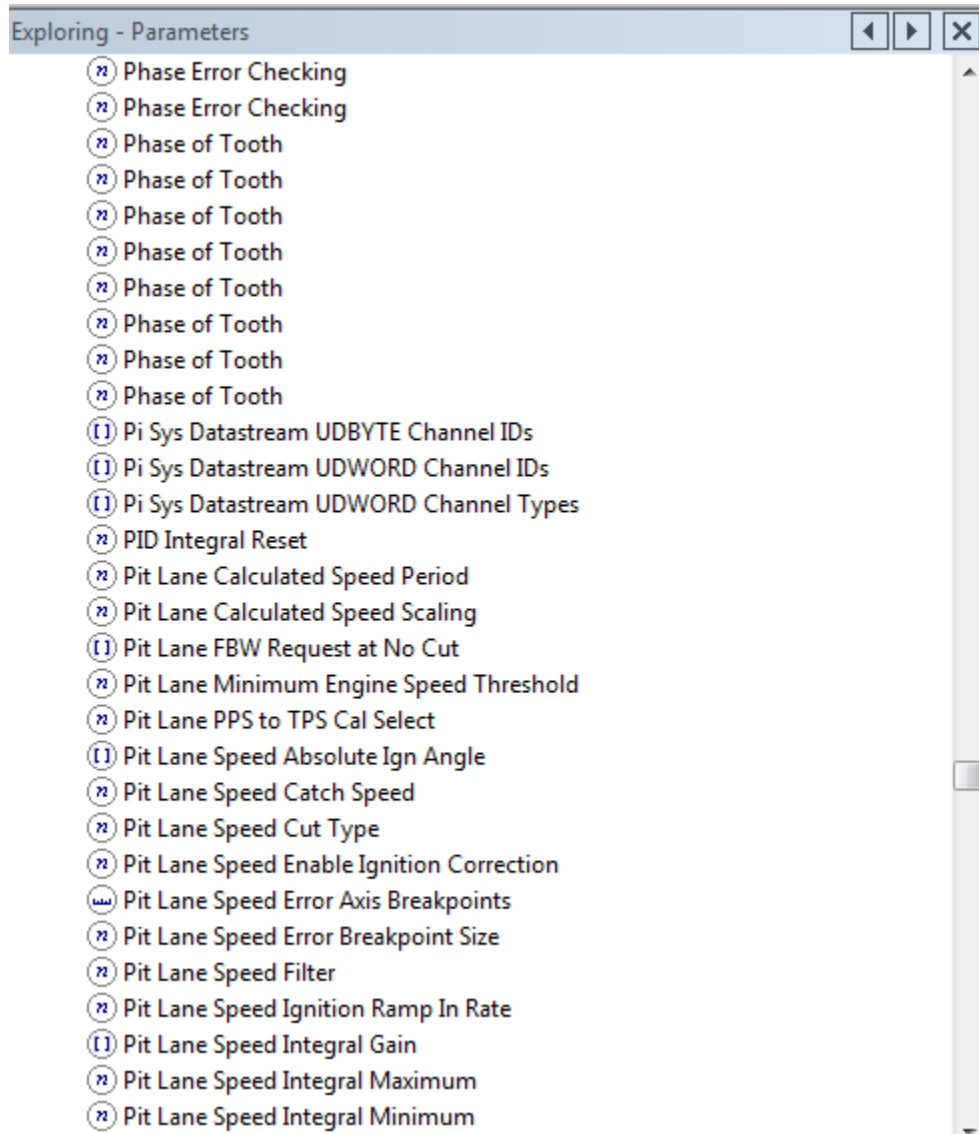 Exploring - Parameters
Phase Error Checking
Phase Error Checking
Phase of Tooth
Phase of Tooth
Phase of Tooth
Phase of Tooth
Phase of Tooth
Phase of Tooth
Phase of Tooth
Phase of Tooth
Pi Sys Datastream UDBYTE Channel IDs
Pi Sys Datastream UDWORD Channel IDs
Pi Sys Datastream UDWORD Channel Types
PID Integral Reset
Pit Lane Calculated Speed Period
Pit Lane Calculated Speed Scaling
Pit Lane FBW Request at No Cut
Pit Lane Minimum Engine Speed Threshold
Pit Lane PPS to TPS Cal Select
Pit Lane Speed Absolute Ign Angle
Pit Lane Speed Catch Speed
Pit Lane Speed Cut Type
Pit Lane Speed Enable Ignition Correction
Pit Lane Speed Error Axis Breakpoints
Pit Lane Speed Error Breakpoint Size
Pit Lane Speed Filter
Pit Lane Speed Ignition Ramp In Rate
Pit Lane Speed Integral Gain
Pit Lane Speed Integral Maximum
Pit Lane Speed Integral Minimum